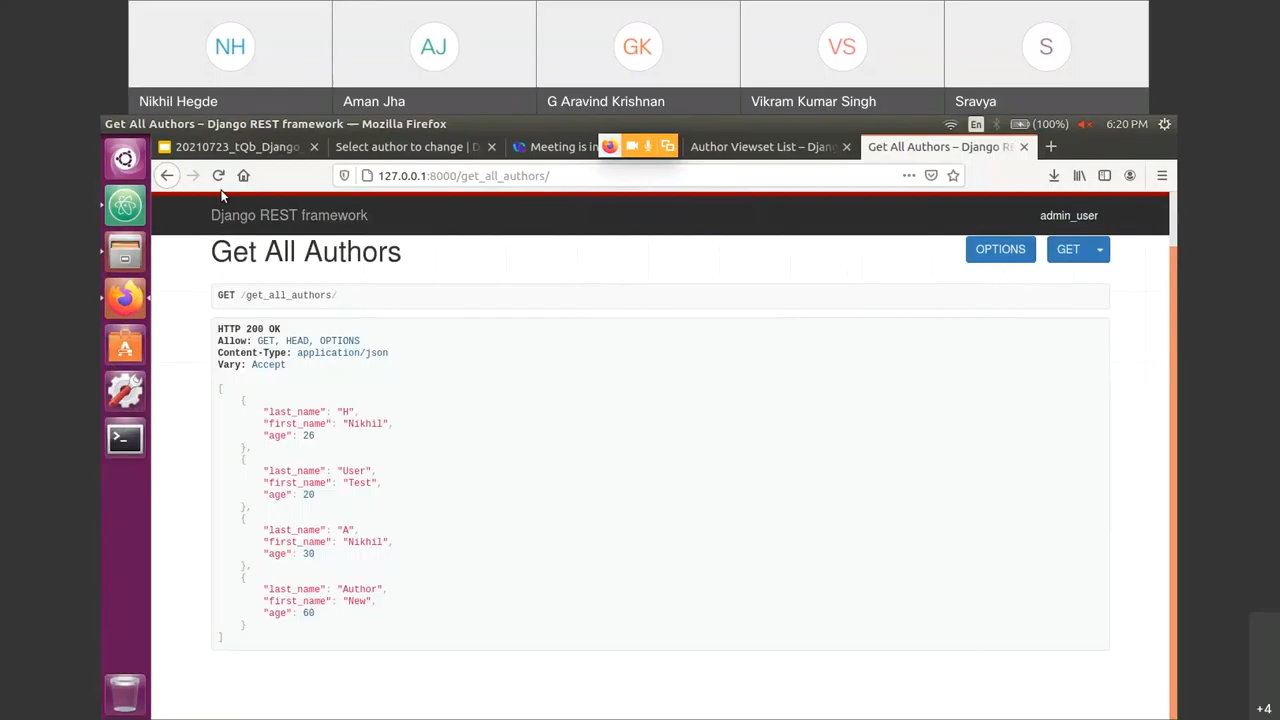 NH
AJ
GK
VS
S
Nikhil Hegde
Aman Jha
G Aravind Krishnan
Vikram Kumar Singh
Sravya
Get All Authors – Django REST framework — Mozilla Firefox
En
(100%)
6:20 PM
20210723_tQb_Django_
Select author to change | D
Meeting is in
Author Viewset List – Djan
Get All Authors – Django RE
127.0.0.1:8000/get_all_authors/
Django REST framework
admin_user
Get All Authors
OPTIONS
GET
GET /get_all_authors/
HTTP 200 OK
Allow: GET, HEAD, OPTIONS
Content-Type: application/json
Vary: Accept
[
{
"last_name": "H",
"first_name": "Nikhil",
"age": 26
},
{
"last_name": "User",
"first_name": "Test",
"age": 20
},
{
"last_name": "A",
"first_name": "Nikhil",
"age": 30
},
{
"last_name": "Author",
"first_name": "New",
"age": 60
}
]
+4